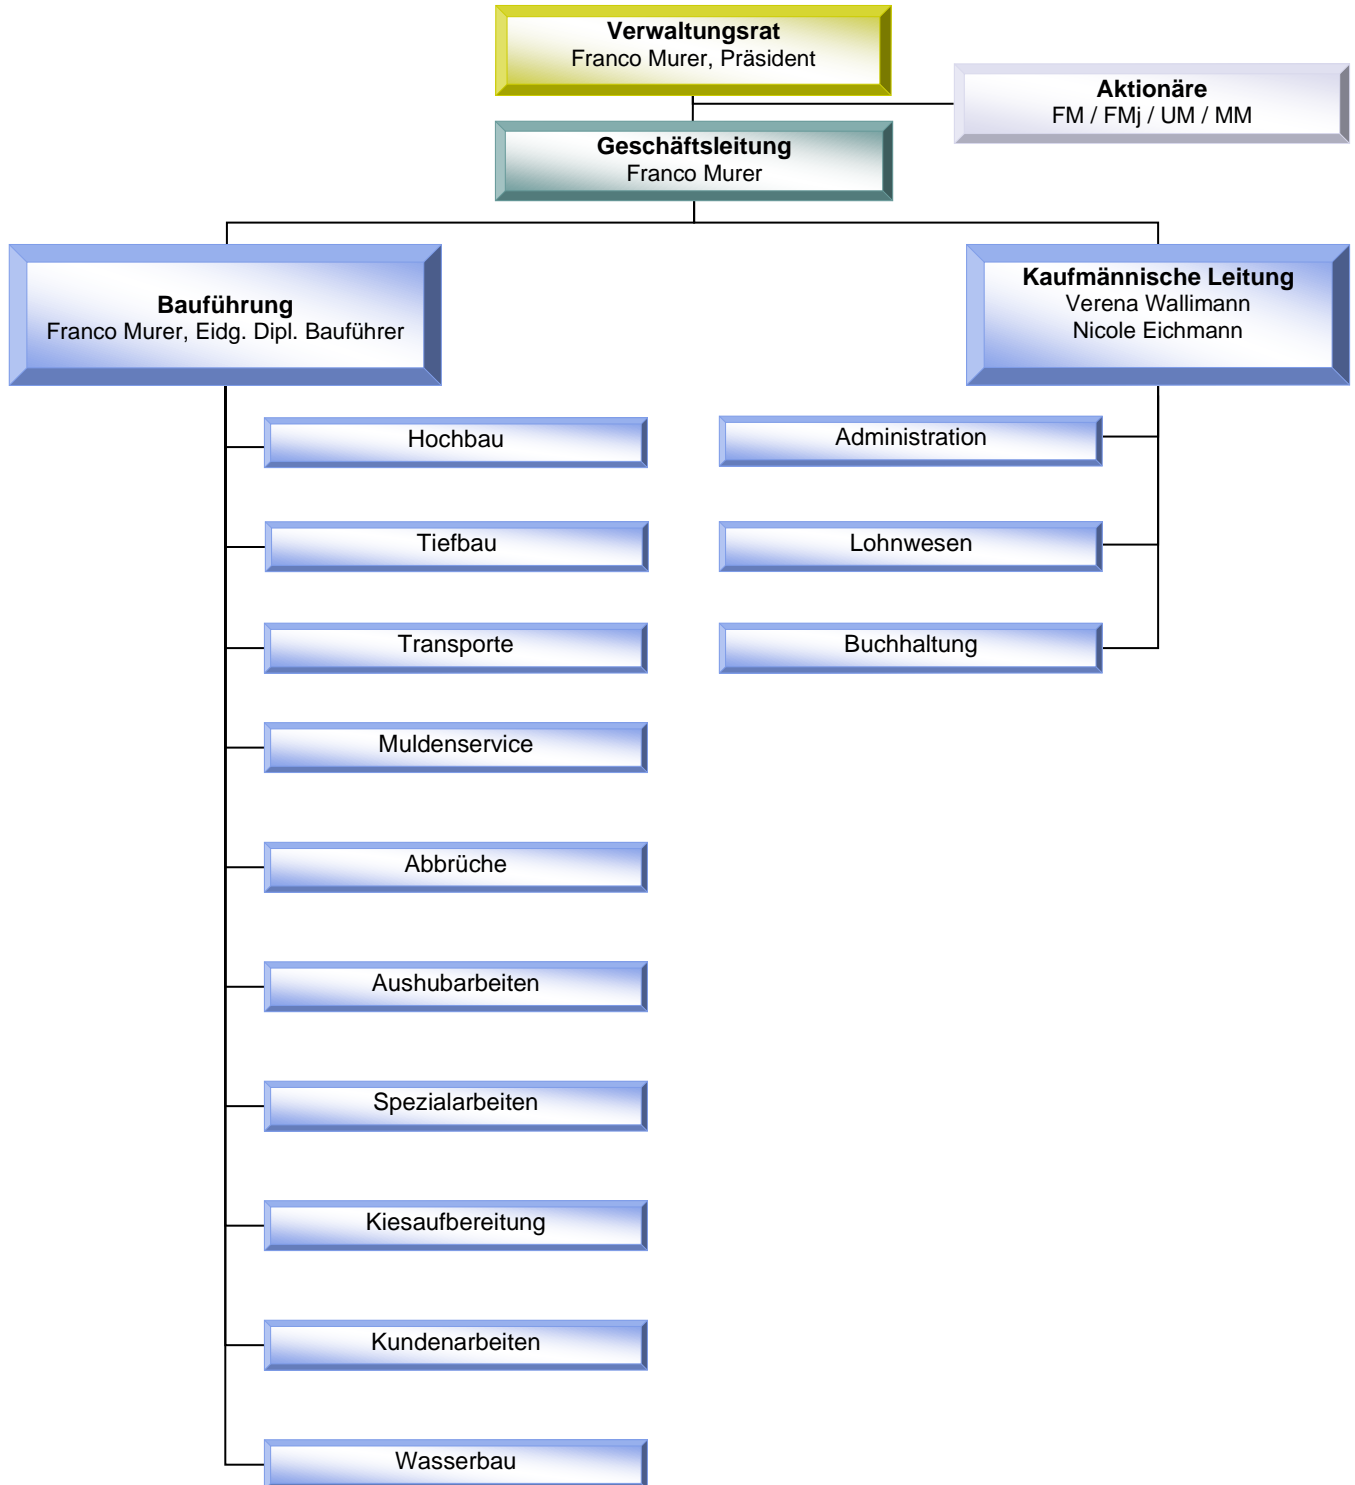 Verwaltungsrat
Franco Murer, Präsident
Aktionäre
FM / FMj / UM / MM
Geschäftsleitung
Franco Murer
Bauführung
Franco Murer, Eidg. Dipl. Bauführer
Kaufmännische Leitung
Verena Wallimann
Nicole Eichmann
Hochbau
Tiefbau
Transporte
Muldenservice
Abbrüche
Aushubarbeiten
Spezialarbeiten
Kiesaufbereitung
Kundenarbeiten
Wasserbau
Administration
Lohnwesen
Buchhaltung